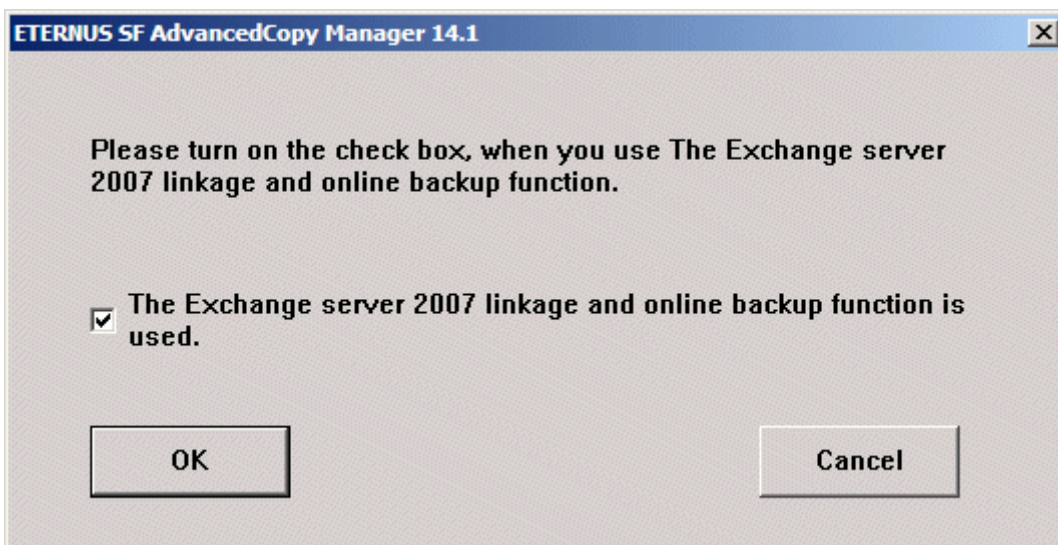 ETERNUS SF AdvancedCopy Manager 14.1
Please turn on the check box, when you use The Exchange server
2007 linkage and online backup function.
The Exchange server 2007 linkage and online backup function is
used.
OK
Cancel